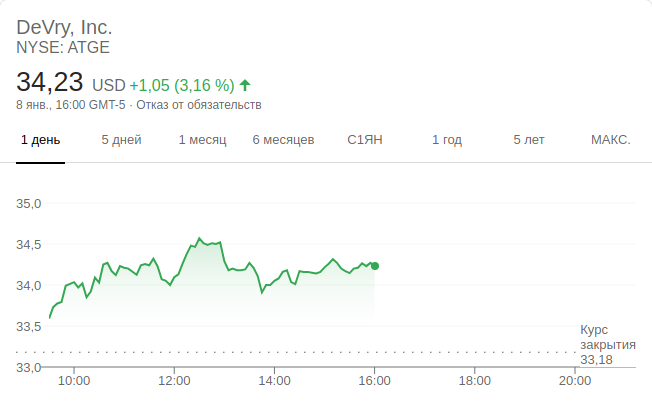 DeVry, Inc.
NYSE: ATGE
34,23 USD +1,05 (3,16 %)
8 янв., 16:00 GMT-5 · Отказ от обязательств
1 день 5 дней 1 месяц 6 месяцев С1ЯН 1 год 5 лет МАКС.
35,0
34,5
34,0
33,5
Курс
закрытия
33,18
33,0
10:00 12:00 14:00 16:00 18:00 20:00